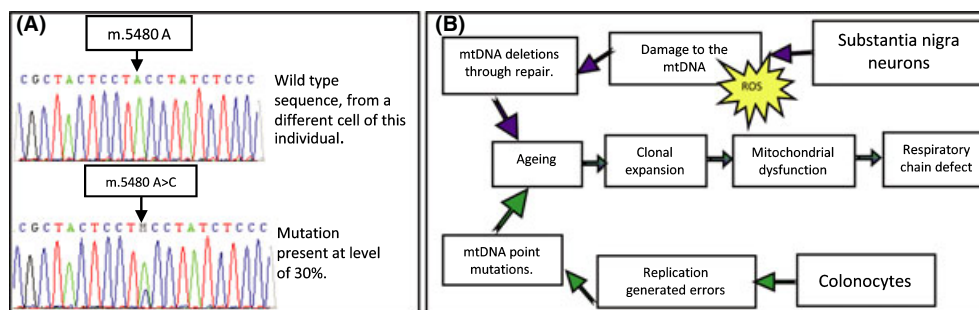 (A)
m.5480 A
CGCTACTCCTACCTATCTCCC
Wild type
sequence, from a
different cell of this
individual.
m.5480 A>C
CGCTACTCCTMCCTATCTCCC
Mutation
present at level
of 30%.
(B)
mtDNA deletions
through repair.
Damage to the
mtDNA
ROS
Substantia nigra
neurons
Ageing
Clonal
expansion
Mitochondrial
dysfunction
Respiratory
chain defect
mtDNA point
mutations.
Replication
generated errors
Colonocytes